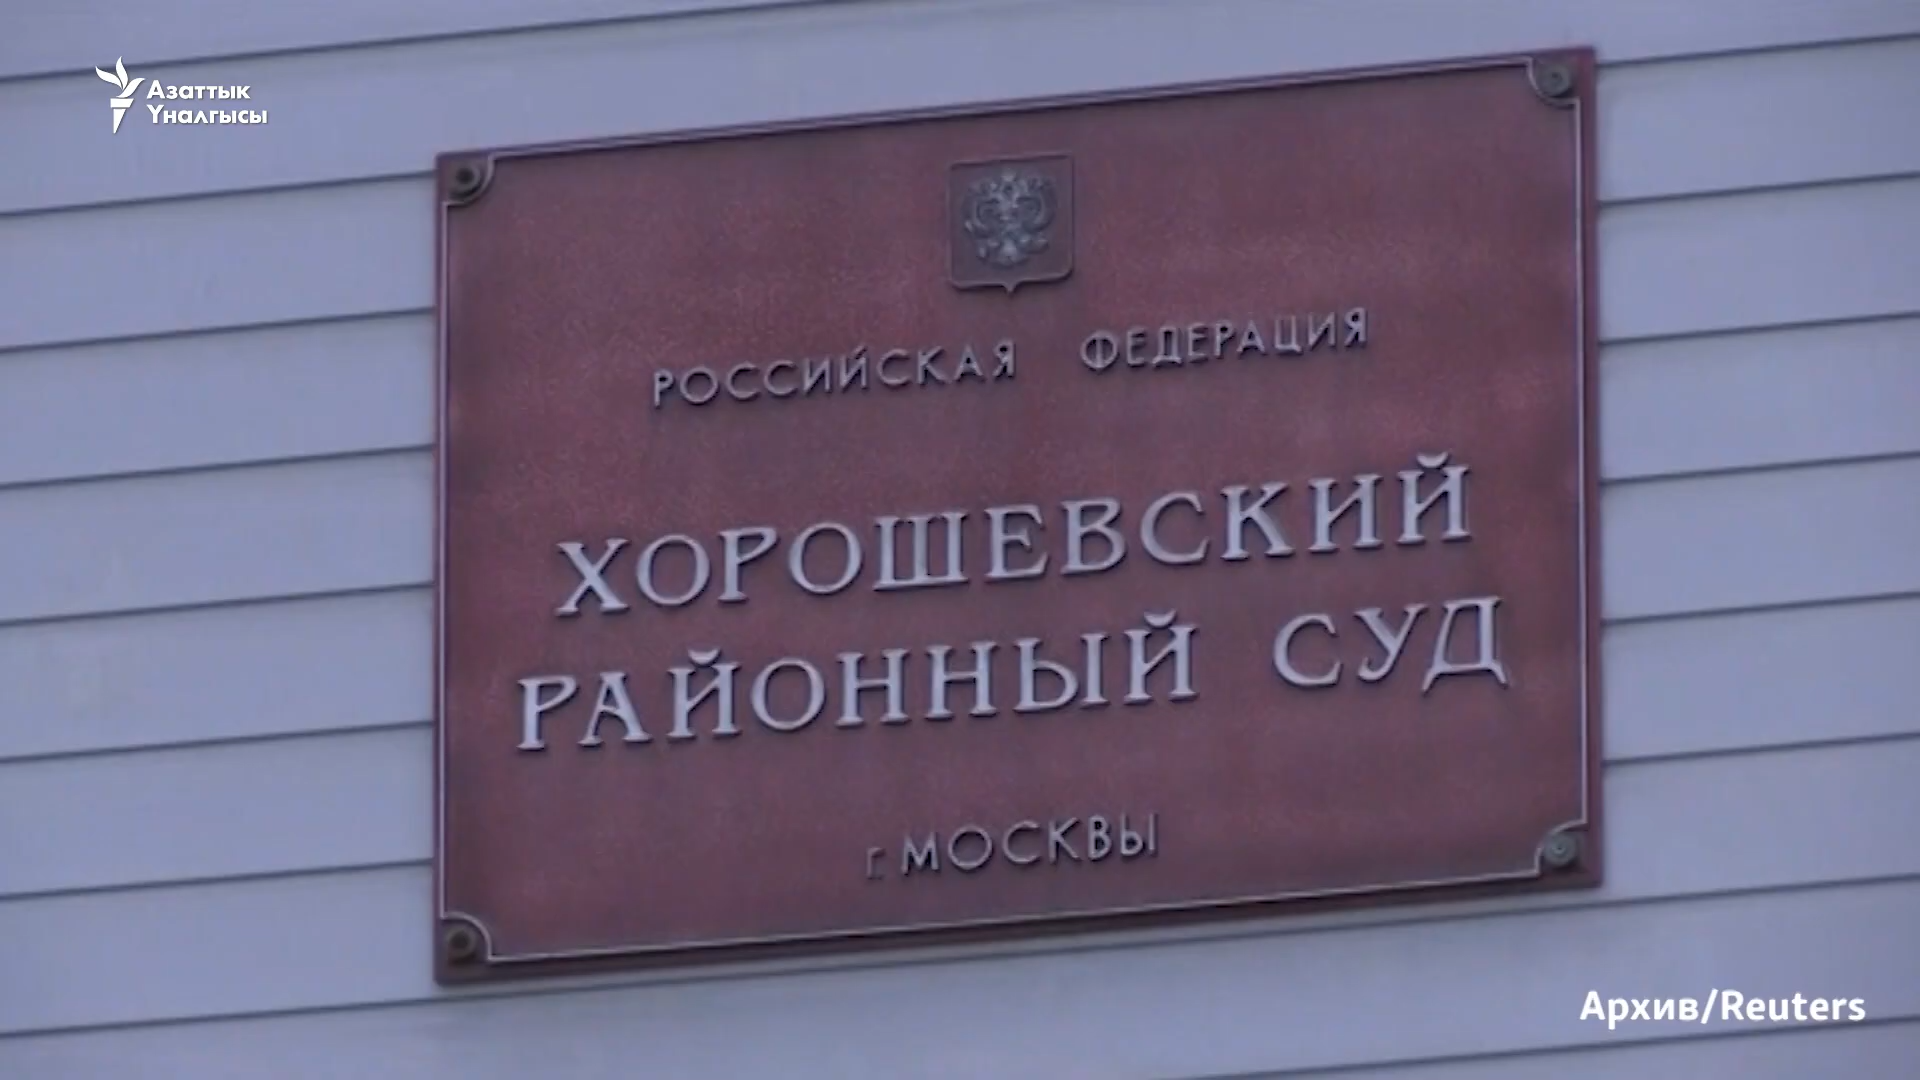 Азаттык
Үналгысы
РОССИЙСКАЯ ФЕДЕРАЦИЯ
ХОРОШЕВСКИЙ
РАЙОННЫЙ СУД
г. МОСКВЫ
Архив/Reuters